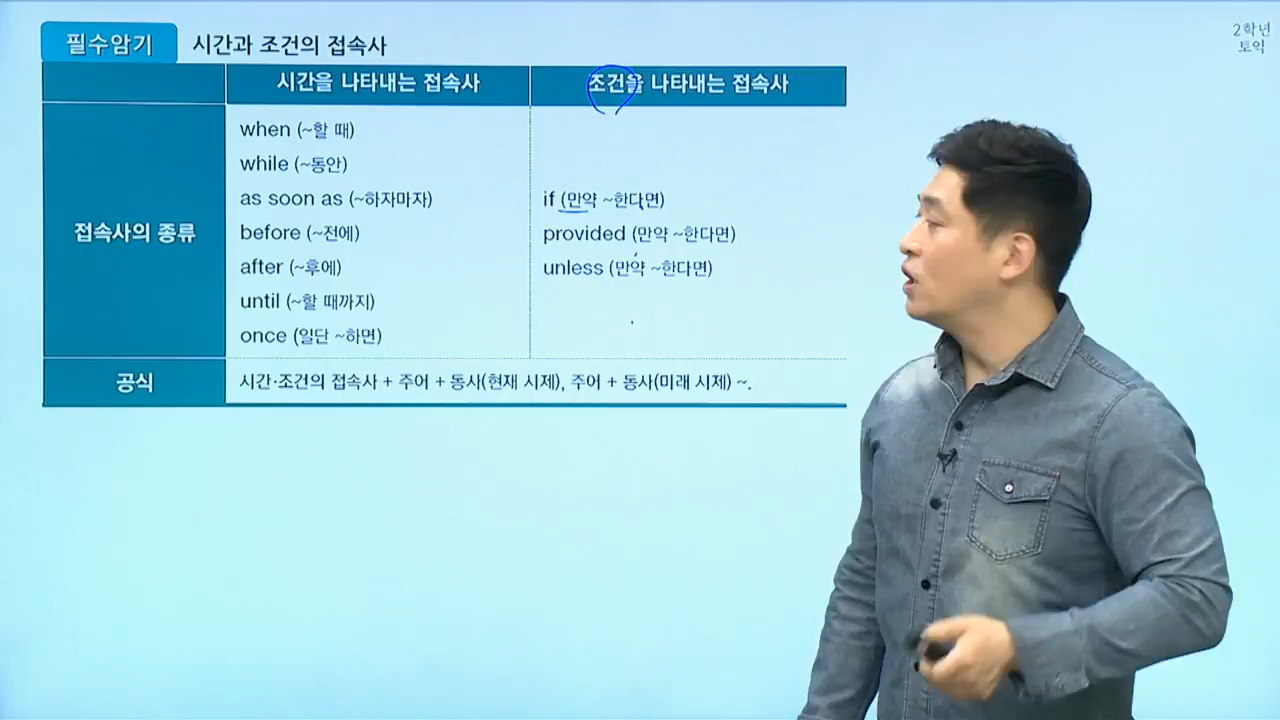 필수암기 시간과 조건의 접속사
2학년
토익
시간을 나타내는 접속사 조건을 나타내는 접속사
접속사의 종류
when (~할 때)
while (~동안)
as soon as (~하자마자)
before (~전에)
after (~후에)
until (~할 때까지)
once (일단 ~하면)
if (만약 ~한다면)
provided (만약 ~한다면)
unless (만약 ~한다면)
공식 시간·조건의 접속사 + 주어 + 동사(현재 시제), 주어 + 동사(미래 시제) ~.